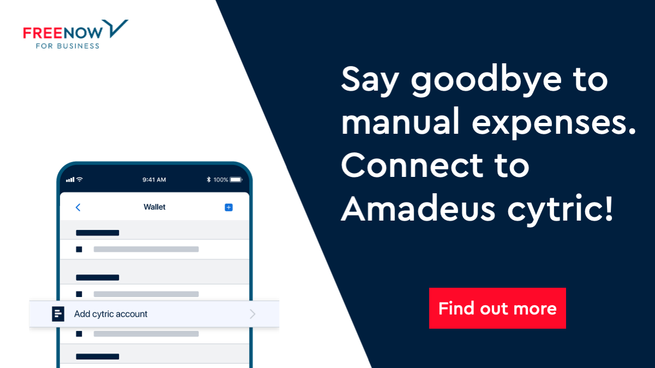 FREENOW
FOR BUSINESS
Say goodbye to
manual expenses.
Connect to
Amadeus cytric!
9:41 AM
100%
Wallet
Add cytric account
Find out more